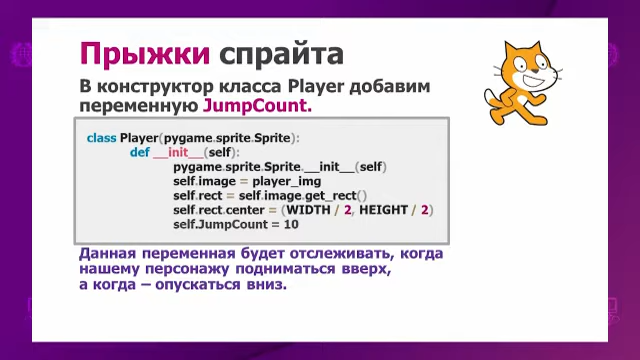 Прыжки спрайта
В конструктор класса Player добавим
переменную JumpCount.
class Player(pygame.sprite.Sprite):
def __init__(self):
pygame.sprite.Sprite.__init__(self)
self.image = player_img
self.rect = self.image.get_rect()
self.rect.center = (WIDTH / 2, HEIGHT / 2)
self.JumpCount = 10
Данная переменная будет отслеживать, когда
нашему персонажу подниматься вверх,
а когда – опускаться вниз.